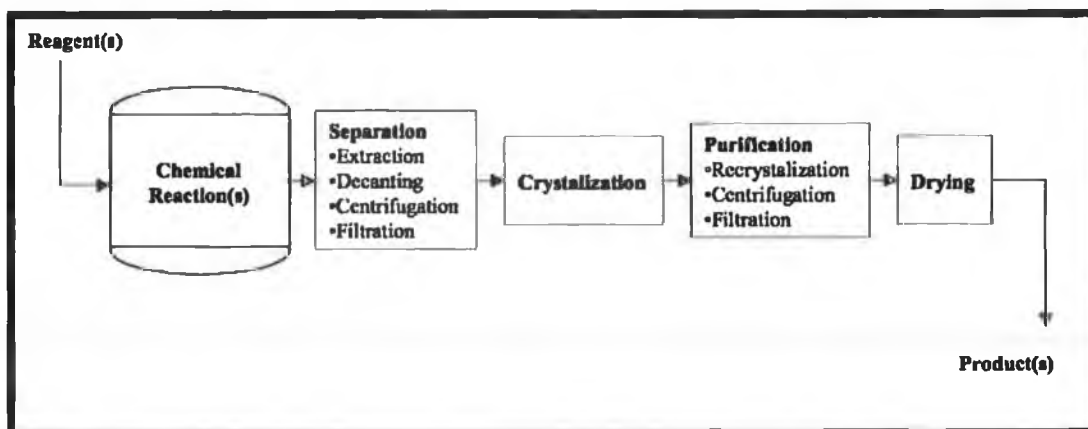 Reagent(s)
Chemical
Reaction(s)
Separation
•Extraction
•Decanting
•Centrifugation
•Filtration
Crystalization
Purification
•Recrystalization
•Centrifugation
•Filtration
Drying
Product(s)